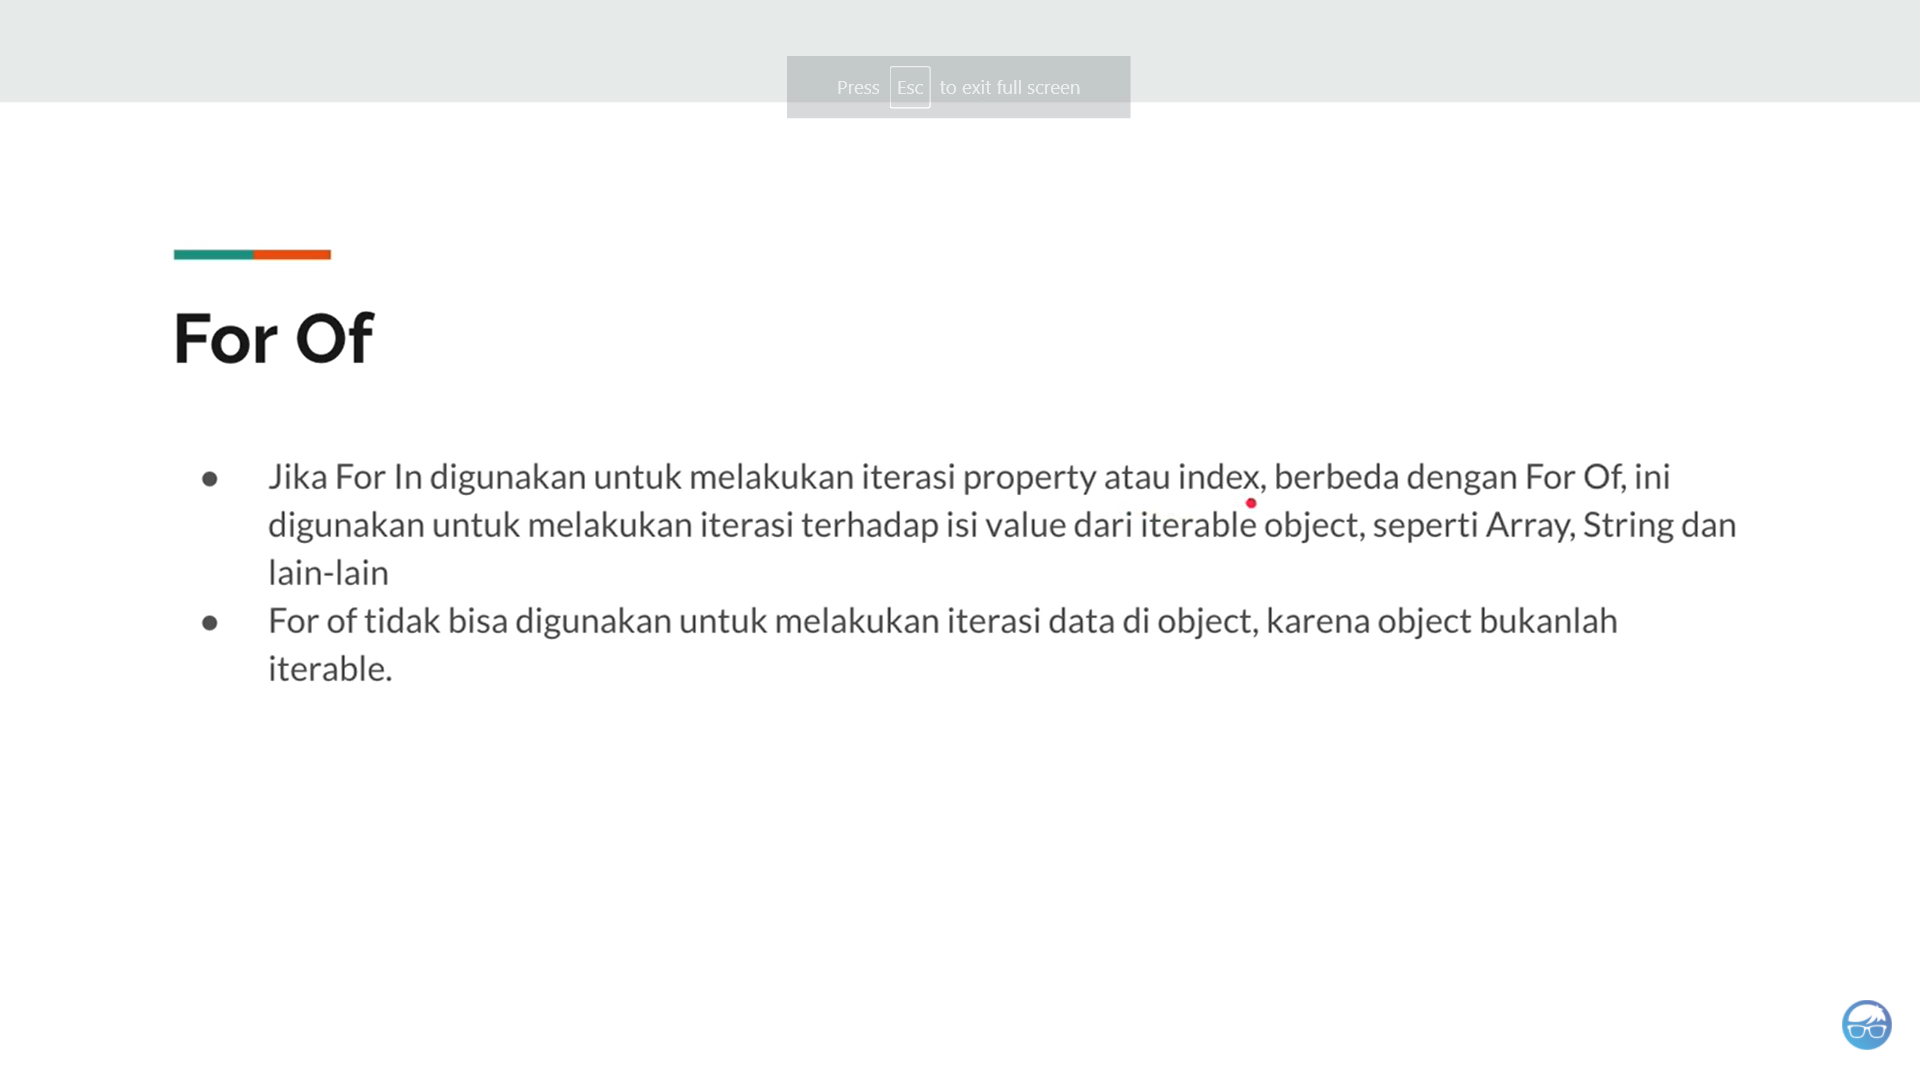 Press Esc to exit full screen
For Of
● Jika For In digunakan untuk melakukan iterasi property atau index, berbeda dengan For Of, ini
digunakan untuk melakukan iterasi terhadap isi value dari iterable object, seperti Array, String dan
lain-lain
● For of tidak bisa digunakan untuk melakukan iterasi data di object, karena object bukanlah
iterable.